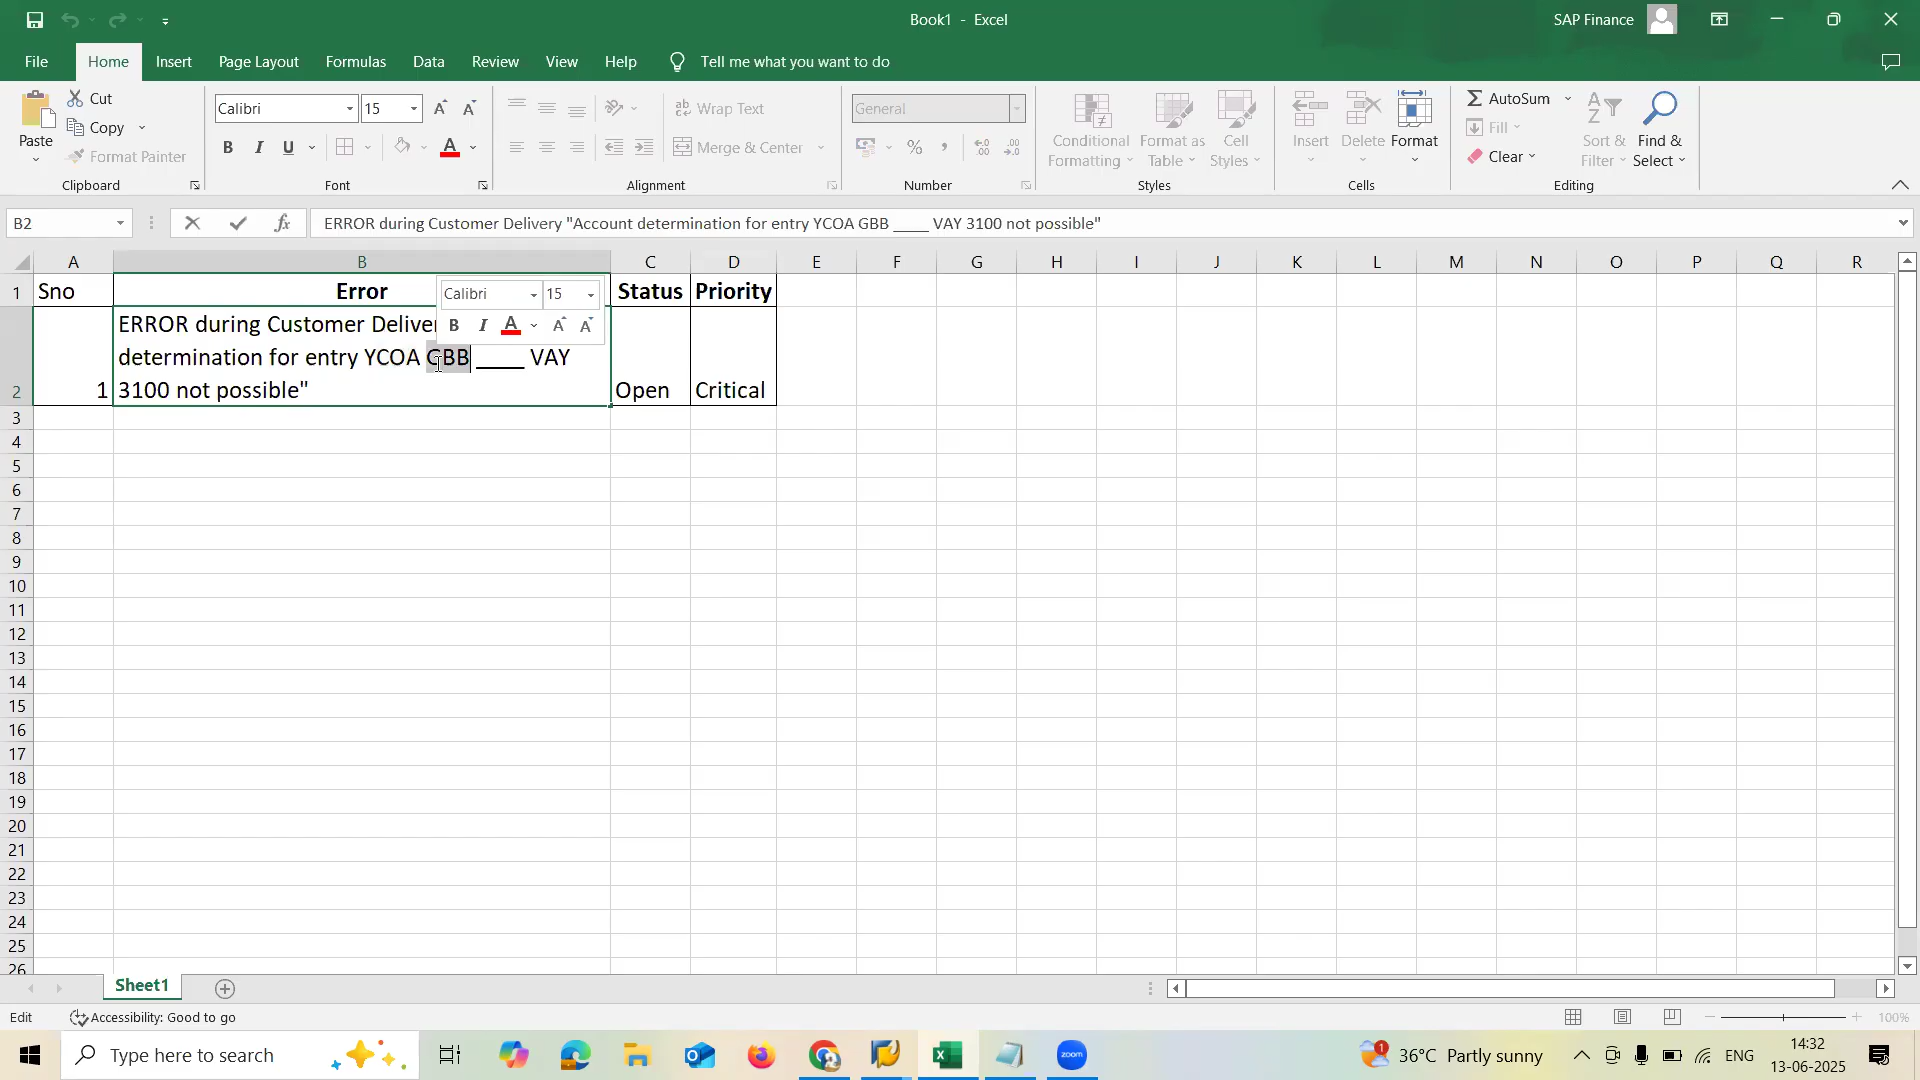 Book1 - Excel
SAP Finance
File Home Insert Page Layout Formulas Data Review View Help Tell me what you want to do
Paste
Cut
Copy
Format Painter
Clipboard
Calibri 15
B I U
Font
Wrap Text
Merge & Center
Alignment
General
Number
Conditional Formatting
Format as Table
Cell Styles
Styles
Insert Delete Format
Cells
AutoSum
Fill
Clear
Sort & Filter
Find & Select
Editing
B2
fx
ERROR during Customer Delivery "Account determination for entry YCOA GBB ____ VAY 3100 not possible"
A B C D E F G H I J K L M N O P Q R
1 Sno Error Status Priority
Calibri 15
B I A
ERROR during Customer Deliver
determination for entry YCOA GBB ____ VAY
2 1 3100 not possible" Open Critical
3
4
5
6
7
8
9
10
11
12
13
14
15
16
17
18
19
20
21
22
23
24
25
26
Sheet1
Edit
Accessibility: Good to go
100%
Type here to search
zoom
1
36°C Partly sunny
ENG
14:32
13-06-2025